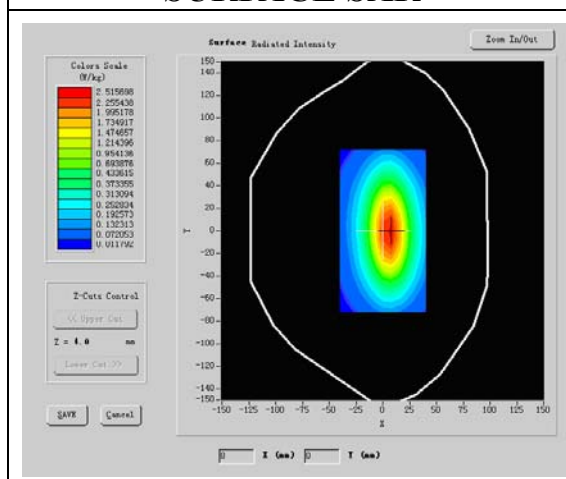 SURFACE SAR
Surface Radiated Intensity
Zoom In/Out
Colors Scale
(W/kg)
2.515698
2.255438
1.995178
1.734917
1.474657
1.214396
0.954136
0.693876
0.433615
0.373355
0.313094
0.252834
0.192573
0.132313
0.072053
0.011792
Z-Cuts Control
<< Upper Cut
Z = 4.0 mm
Lower Cut >>
SAVE
Cancel
150
140
120
100
80
60
40
20
0
-20
-40
-60
-80
-100
-120
-140
-150
Y
-150 -125 -100 -75 -50 -25 0 25 50 75 100 125 150
X
0 X (mm) 0 Y (mm)